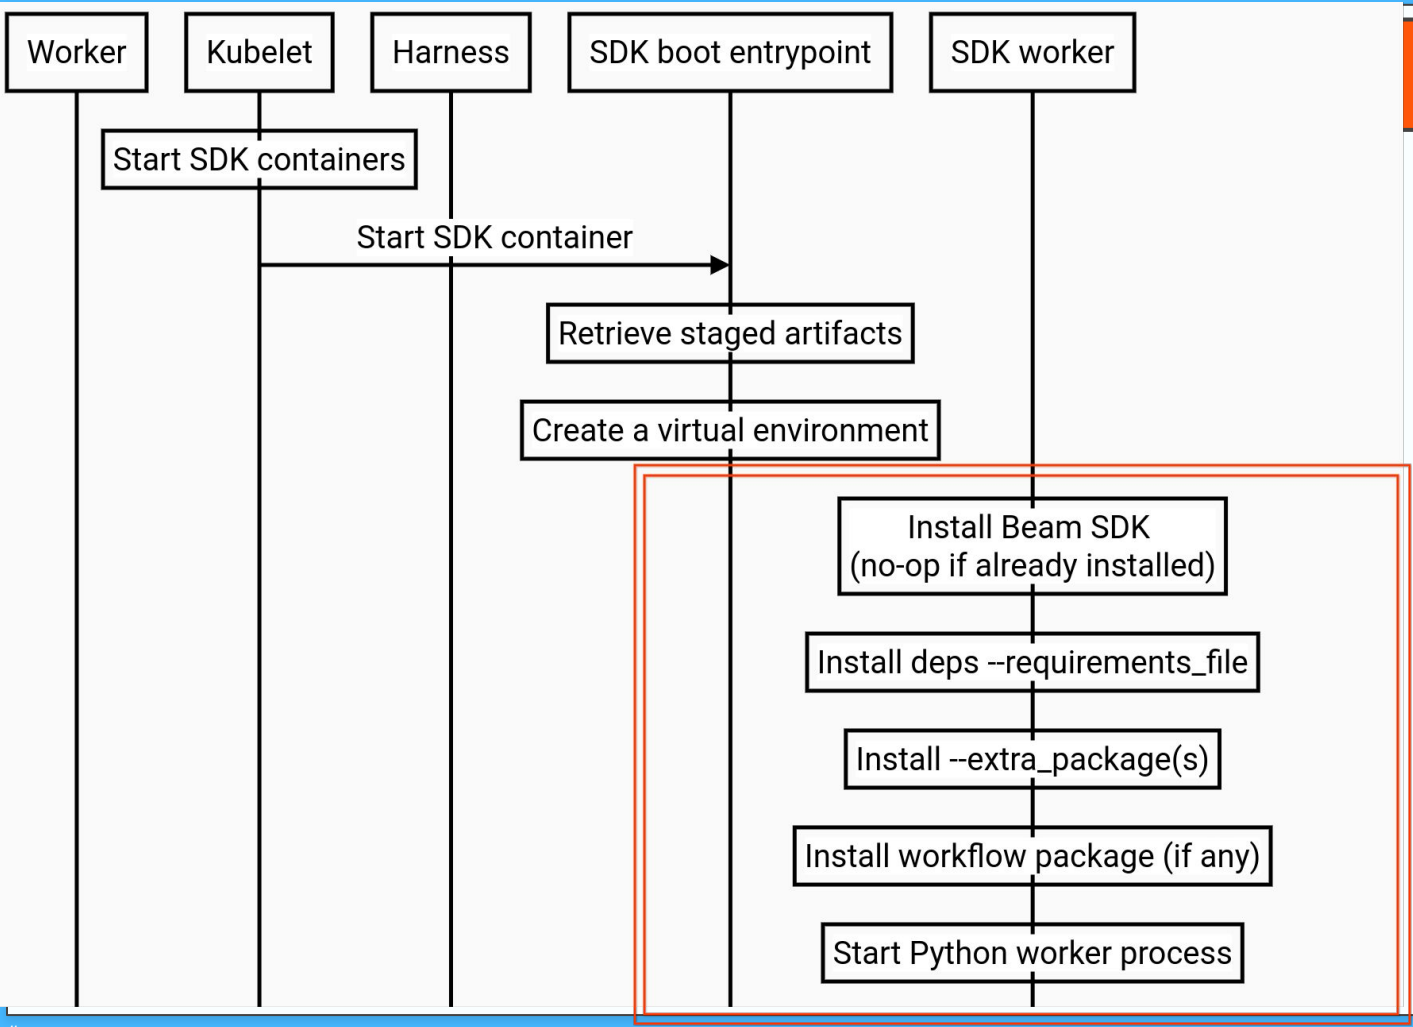 Worker
Kubelet
Harness
SDK boot entrypoint
SDK worker
Start SDK containers
Start SDK container
Retrieve staged artifacts
Create a virtual environment
Install Beam SDK
(no-op if already installed)
Install deps --requirements_file
Install --extra_package(s)
Install workflow package (if any)
Start Python worker process